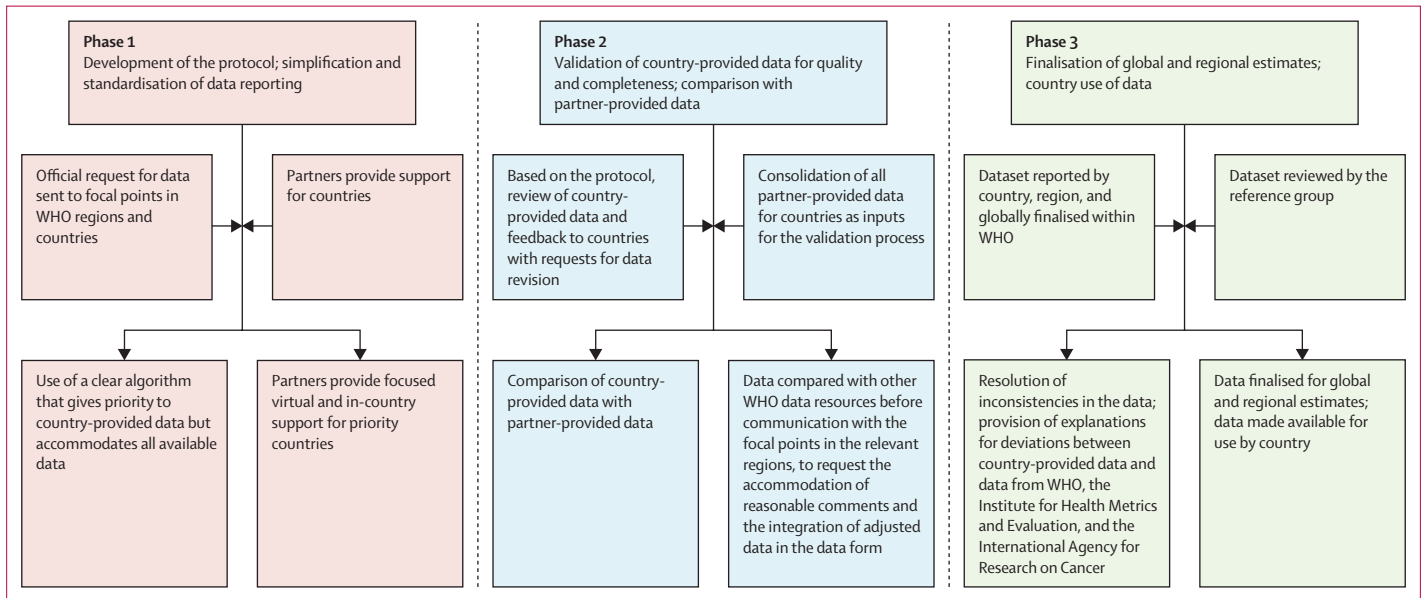 Phase 1
Development of the protocol; simplification and
standardisation of data reporting
Official request for data
sent to focal points in
WHO regions and
countries
Partners provide support
for countries
Use of a clear algorithm
that gives priority to
country-provided data but
accommodates all available
data
Partners provide focused
virtual and in-country
support for priority
countries
Phase 2
Validation of country-provided data for quality
and completeness; comparison with
partner-provided data
Based on the protocol,
review of country-
provided data and
feedback to countries
with requests for data
revision
Consolidation of all
partner-provided data
for countries as inputs
for the validation process
Comparison of country-
provided data with
partner-provided data
Data compared with other
WHO data resources before
communication with the
focal points in the relevant
regions, to request the
accommodation of
reasonable comments and
the integration of adjusted
data in the data form
Phase 3
Finalisation of global and regional estimates;
country use of data
Dataset reported by
country, region, and
globally finalised within
WHO
Dataset reviewed by the
reference group
Resolution of
inconsistencies in the data;
provision of explanations
for deviations between
country-provided data and
data from WHO, the
Institute for Health Metrics
and Evaluation, and the
International Agency for
Research on Cancer
Data finalised for global
and regional estimates;
data made available for
use by country